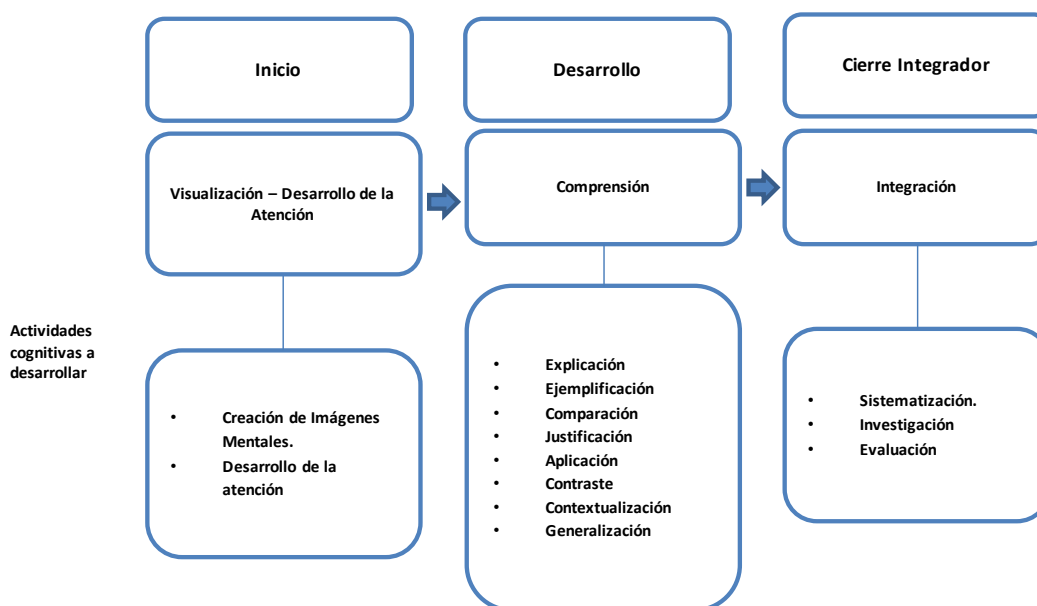 Inicio
Desarrollo
Cierre Integrador
Visualización – Desarrollo de la
Atención
Comprensión
Integración
Actividades
cognitivas a
desarrollar
• Creación de Imágenes
Mentales.
• Desarrollo de la
atención
• Explicación
• Ejemplificación
• Comparación
• Justificación
• Aplicación
• Contraste
• Contextualización
• Generalización
• Sistematización.
• Investigación
• Evaluación